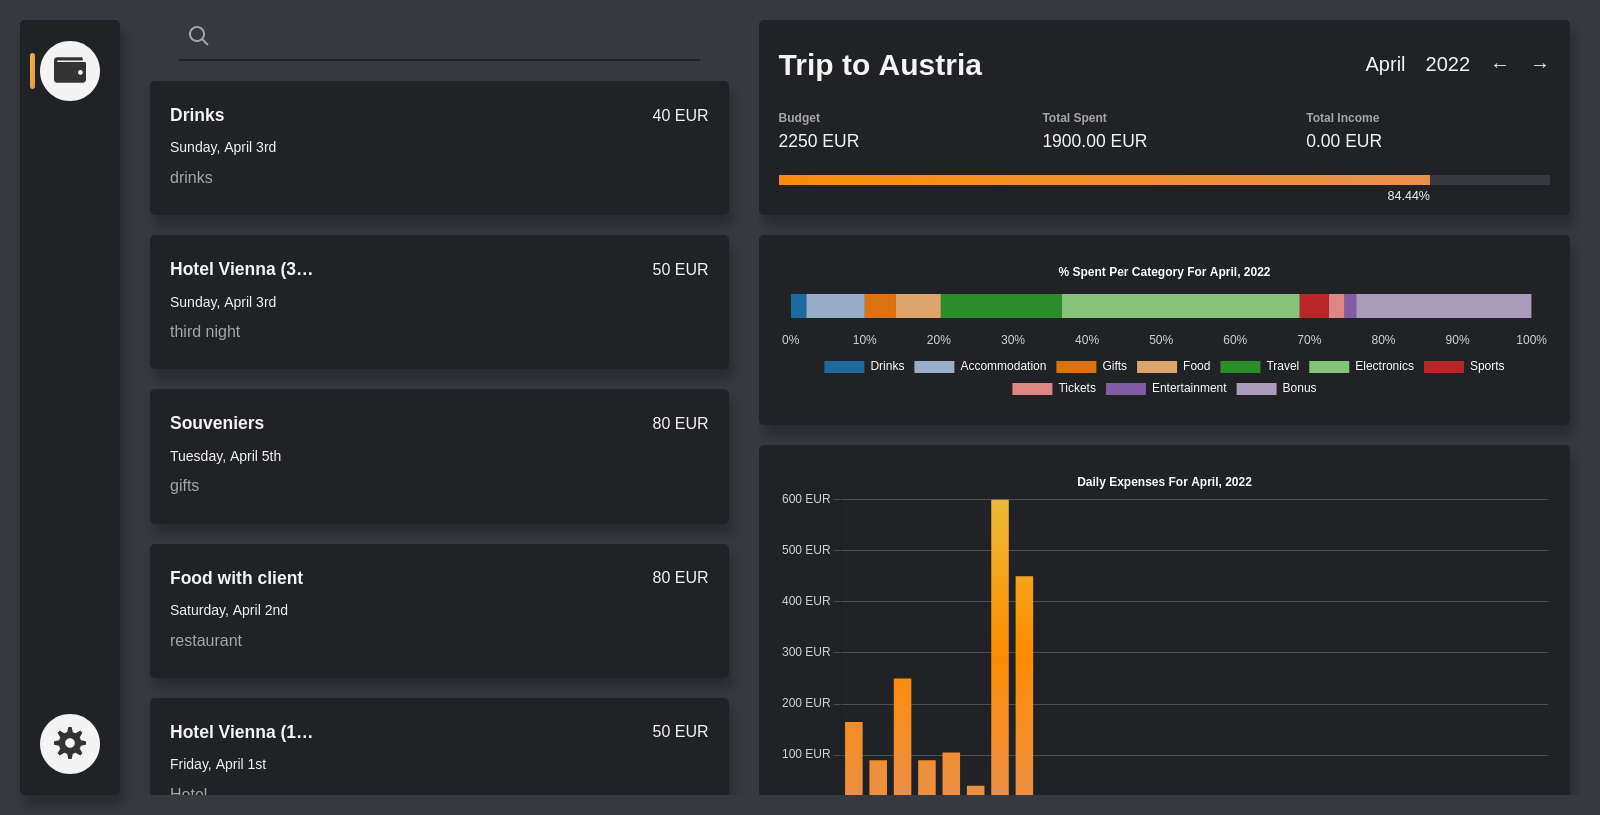 Drinks
40 EUR
Sunday, April 3rd
drinks
Hotel Vienna (3...
50 EUR
Sunday, April 3rd
third night
Souveniers
80 EUR
Tuesday, April 5th
gifts
Food with client
80 EUR
Saturday, April 2nd
restaurant
Hotel Vienna (1...
50 EUR
Friday, April 1st
Hotel
Trip to Austria
April 2022 ← →
Budget
2250 EUR
Total Spent
1900.00 EUR
Total Income
0.00 EUR
84.44%
% Spent Per Category For April, 2022
0% 10% 20% 30% 40% 50% 60% 70% 80% 90% 100%
Drinks Accommodation Gifts Food Travel Electronics Sports
Tickets Entertainment Bonus
Daily Expenses For April, 2022
600 EUR
500 EUR
400 EUR
300 EUR
200 EUR
100 EUR